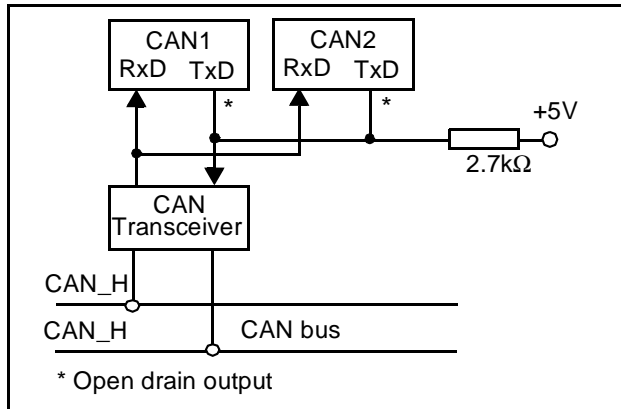 CAN1
RxD TxD
*
CAN2
RxD TxD
*
+5V
2.7kΩ
CAN
Transceiver
CAN_H
CAN_H
CAN bus
* Open drain output